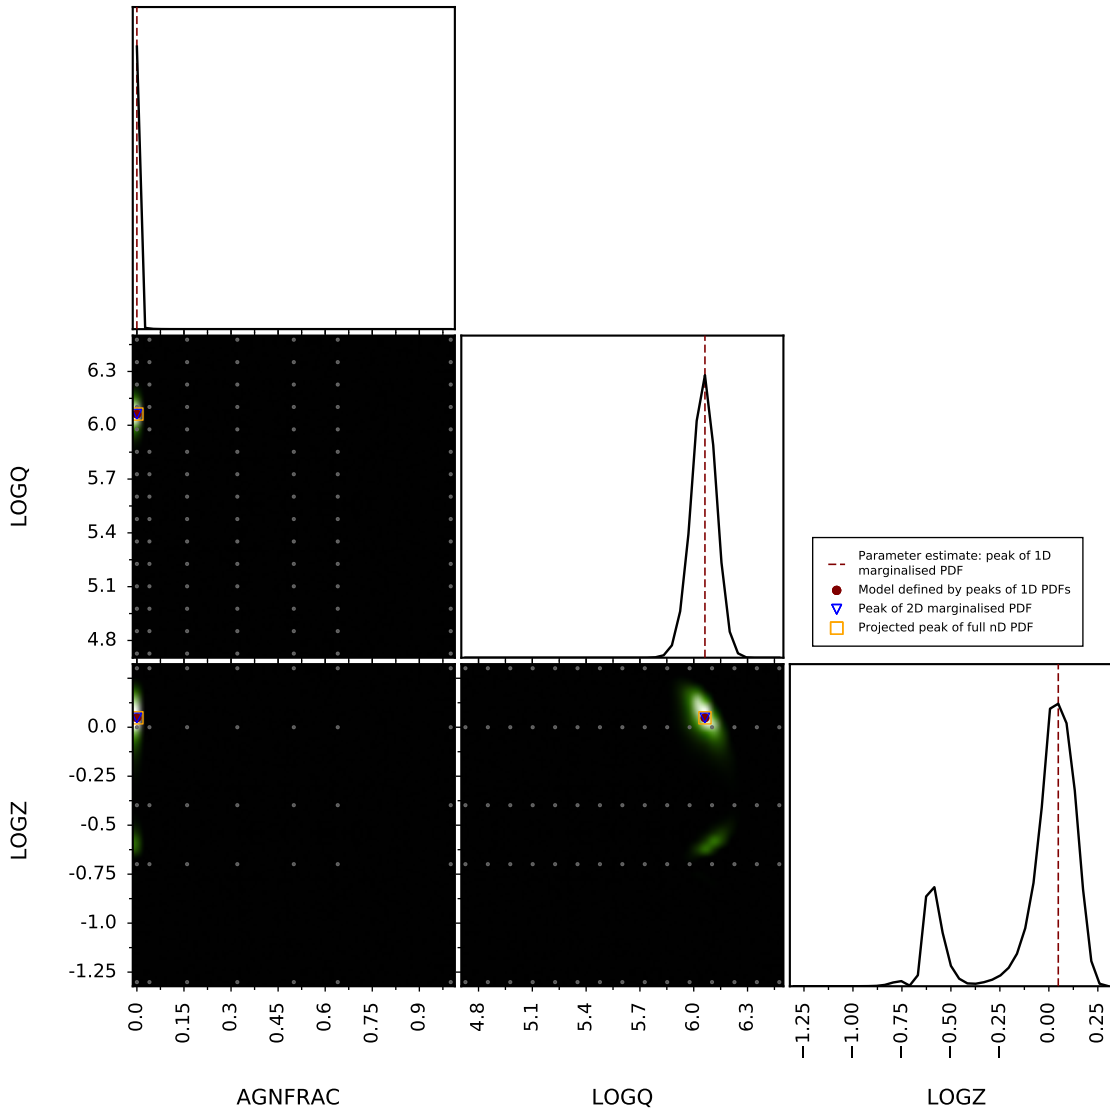 6.3
6.0
5.7
5.4
5.1
4.8
LOGQ
Parameter estimate: peak of 1D
marginalised PDF
Model defined by peaks of 1D PDFs
Peak of 2D marginalised PDF
Projected peak of full nD PDF
0.0
-0.25
-0.5
-0.75
-1.0
-1.25
LOGZ
0.0 0.15 0.3 0.45 0.6 0.75 0.9
4.8 5.1 5.4 5.7 6.0 6.3
−1.25 −1.00 −0.75 −0.50 −0.25 0.00 0.25
AGNFRAC LOGQ LOGZ